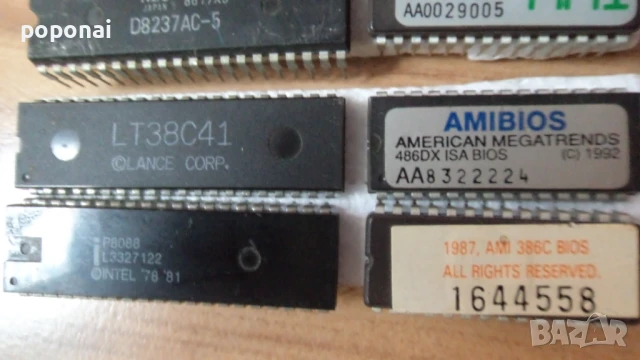 poponai
D8237AC-5
AA0029005
LT38C41
©LANCE CORP.
AMIBIOS
AMERICAN MEGATRENDS
486DX ISA BIOS (C) 1992
AA8322224
P8088
L3327122
©INTEL '78 '81
1987, AMI 386C BIOS
ALL RIGHTS RESERVED.
1644558
BAZAR